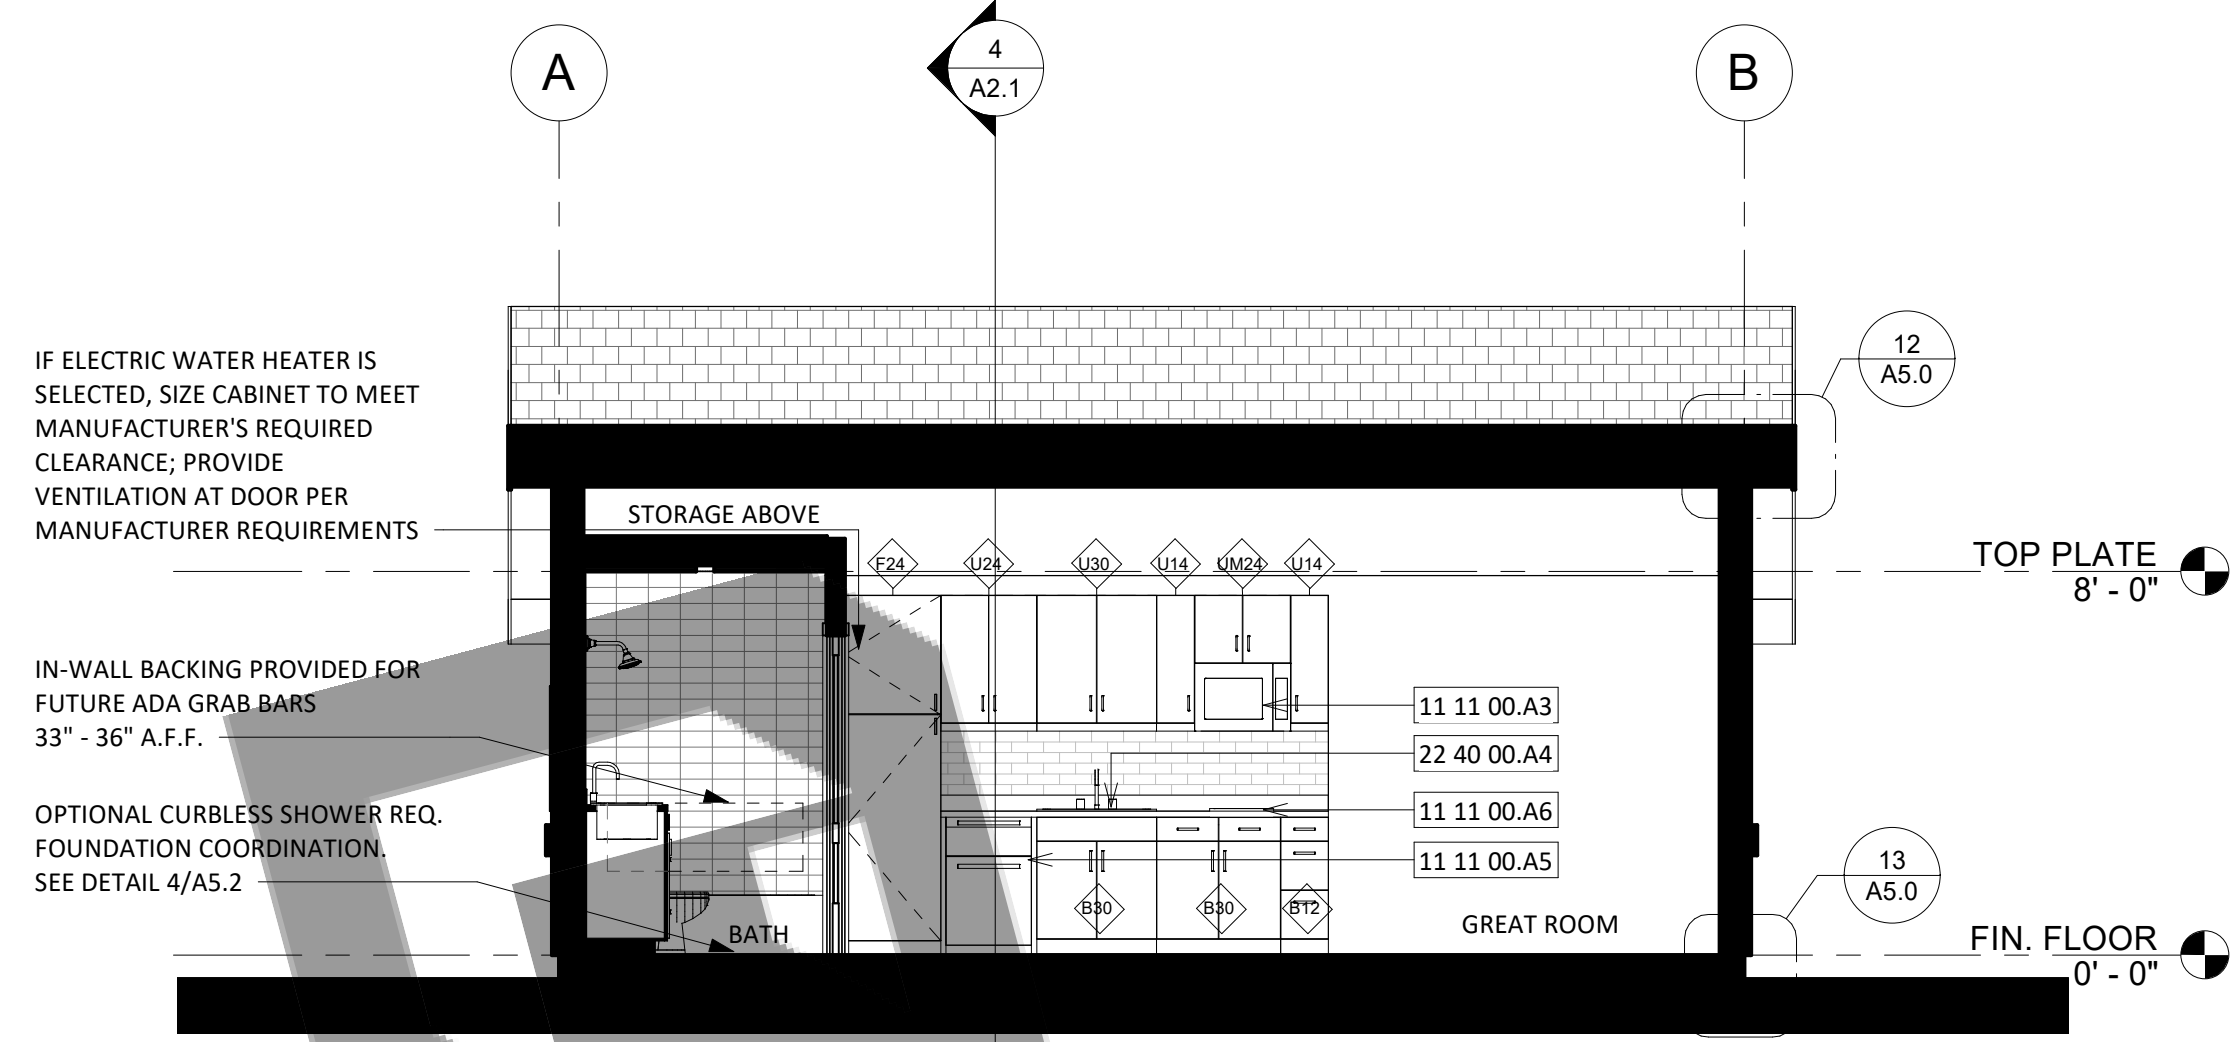 A
4
A2.1
B
12
A5.0
IF ELECTRIC WATER HEATER IS
SELECTED, SIZE CABINET TO MEET
MANUFACTURER'S REQUIRED
CLEARANCE; PROVIDE
VENTILATION AT DOOR PER
MANUFACTURER REQUIREMENTS
STORAGE ABOVE
F24
U24
U30
U14
UM24
U14
TOP PLATE
8' - 0"
IN-WALL BACKING PROVIDED FOR
FUTURE ADA GRAB BARS
33" - 36" A.F.F.
11 11 00.A3
22 40 00.A4
11 11 00.A6
11 11 00.A5
OPTIONAL CURBLESS SHOWER REQ.
FOUNDATION COORDINATION.
SEE DETAIL 4/A5.2
13
A5.0
B30
B30
B12
BATH
GREAT ROOM
FIN. FLOOR
0' - 0"